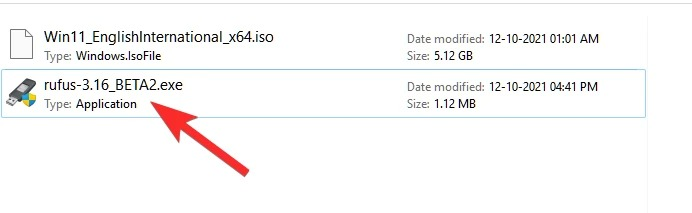 Win11_EnglishInternational_x64.iso
Date modified: 12-10-2021 01:01 AM
Type: Windows.IsoFile
Size: 5.12 GB
rufus-3.16_BETA2.exe
Date modified: 12-10-2021 04:41 PM
Type: Application
Size: 1.12 MB